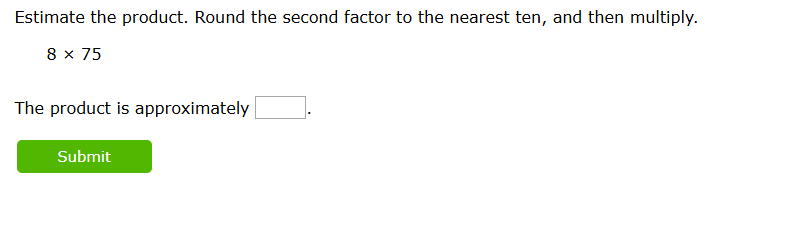 Estimate the product. Round the second factor to the nearest ten, and then multiply.
8 × 75
The product is approximately .
Submit